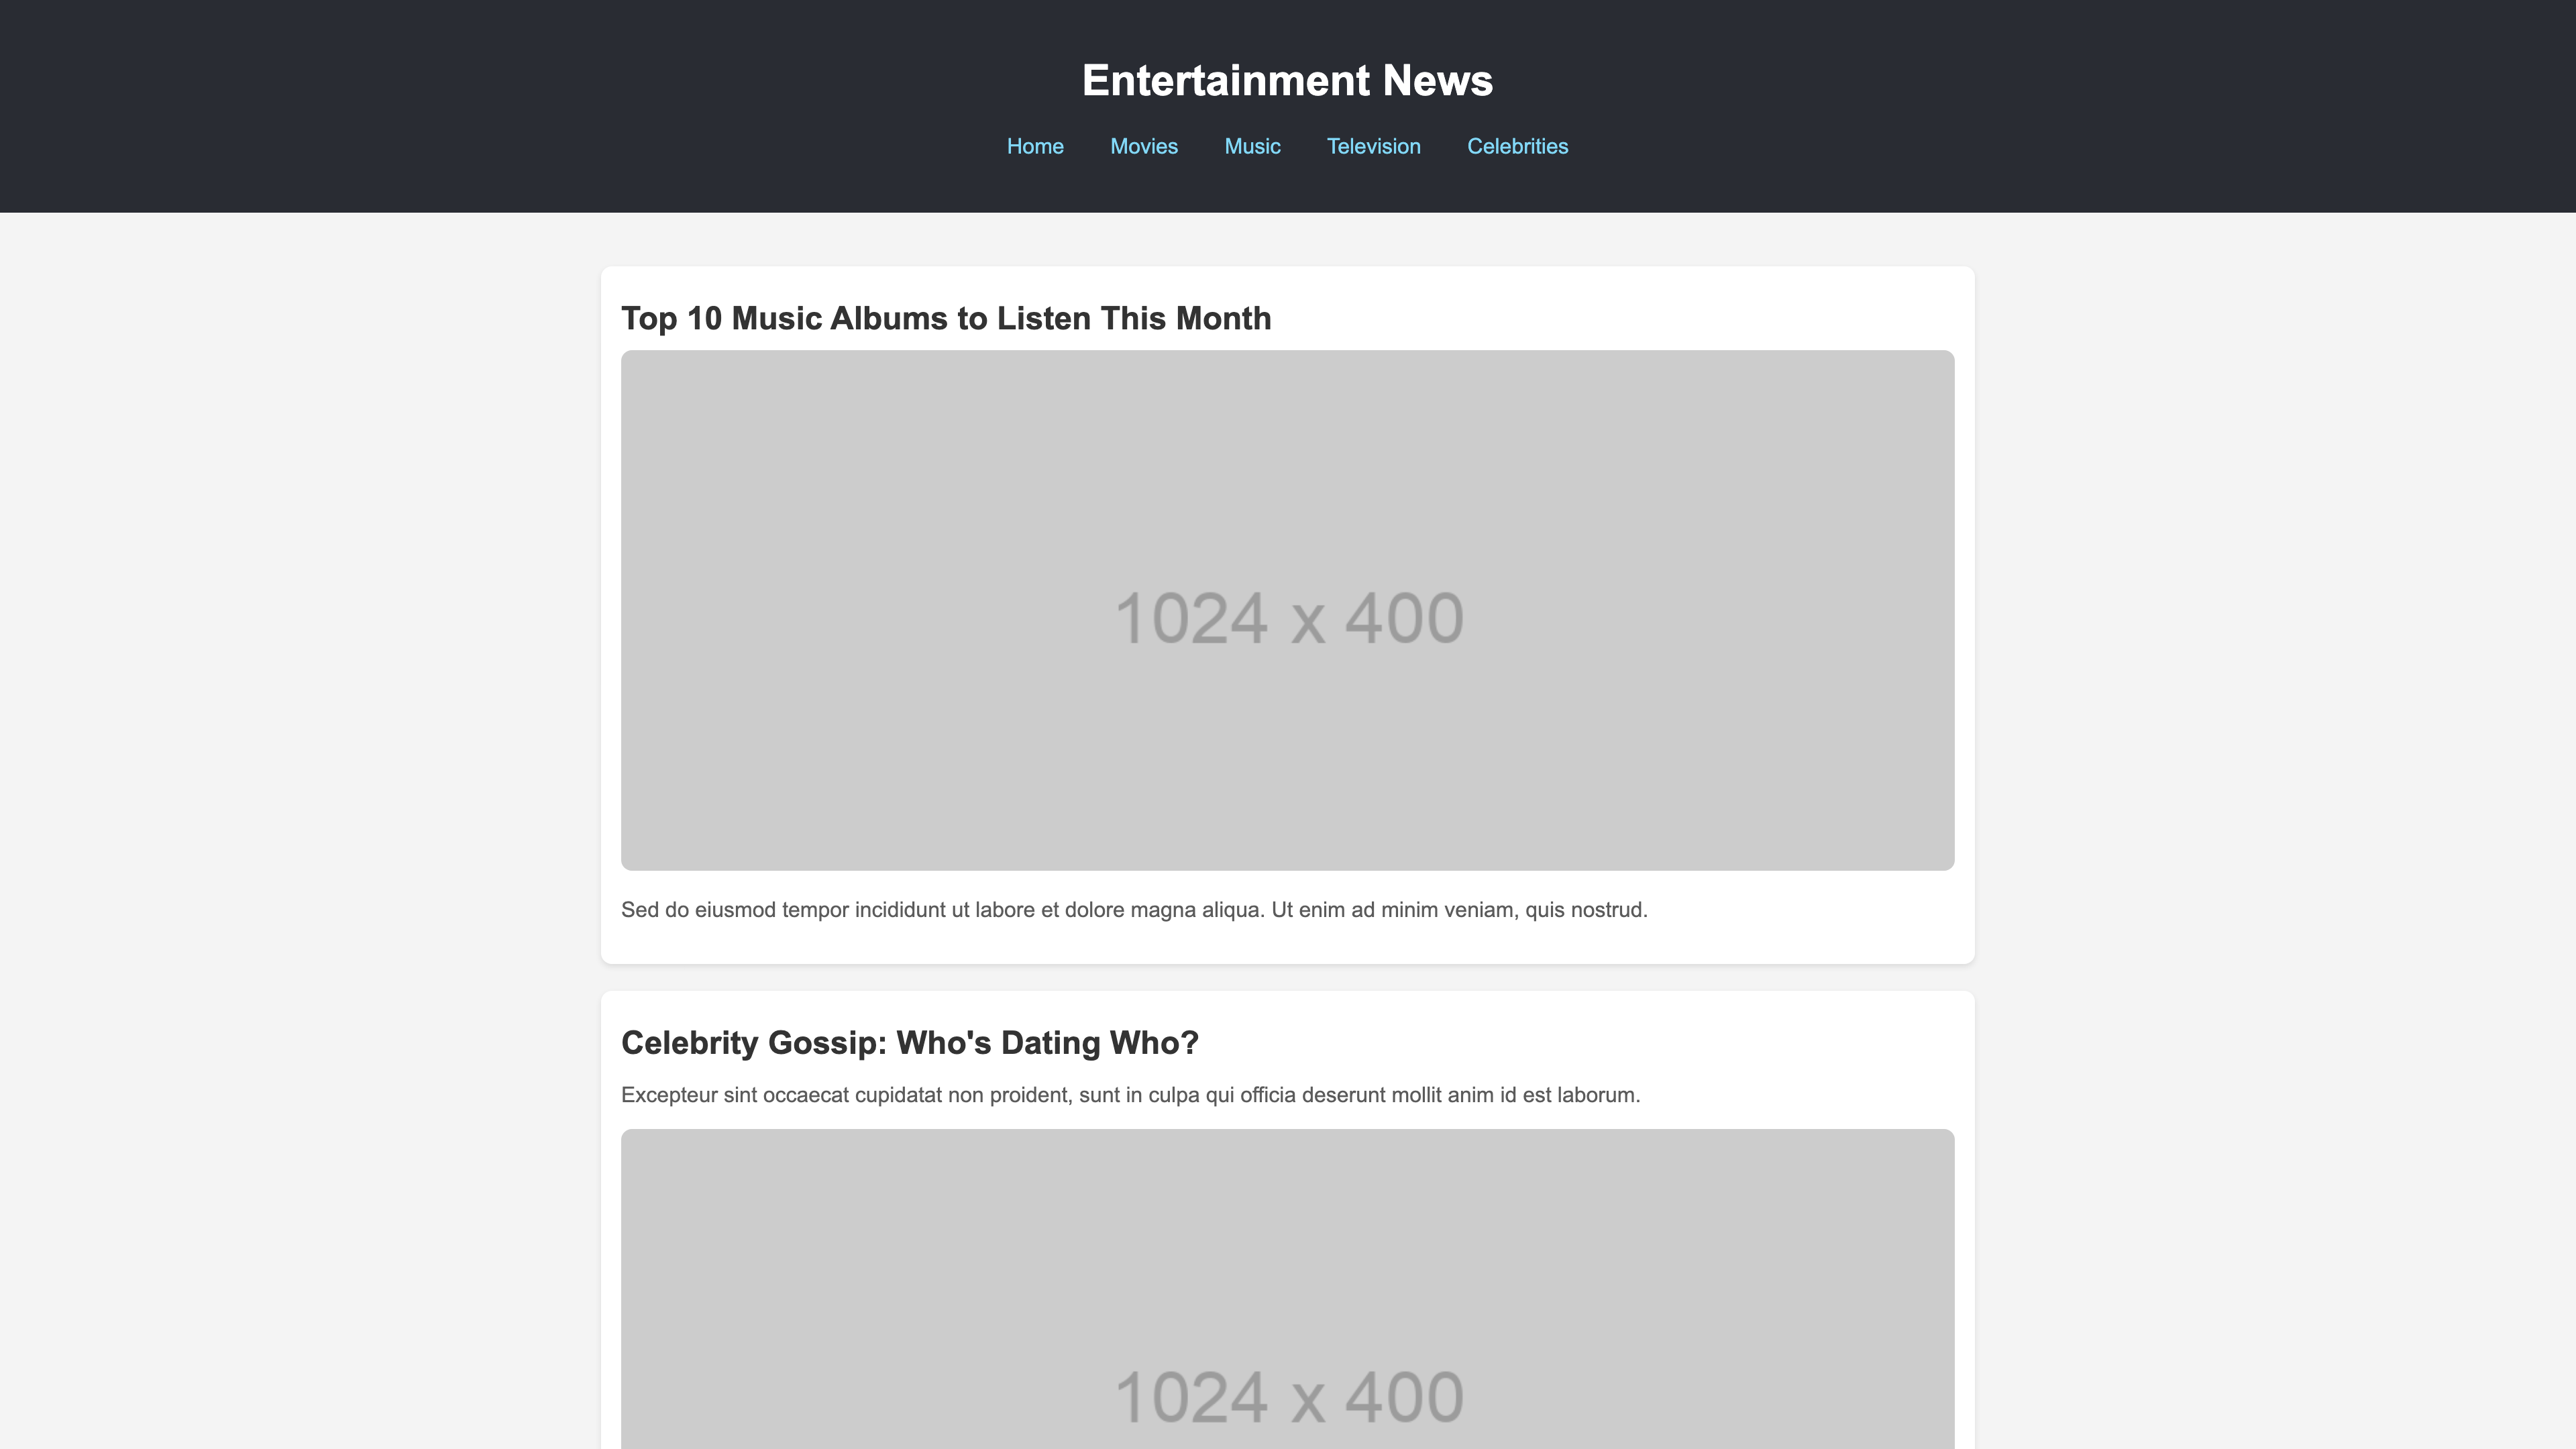 Entertainment News
Home Movies Music Television Celebrities
Top 10 Music Albums to Listen This Month
1024 x 400
Sed do eiusmod tempor incididunt ut labore et dolore magna aliqua. Ut enim ad minim veniam, quis nostrud.
Celebrity Gossip: Who's Dating Who?
Excepteur sint occaecat cupidatat non proident, sunt in culpa qui officia deserunt mollit anim id est laborum.
1024 x 400